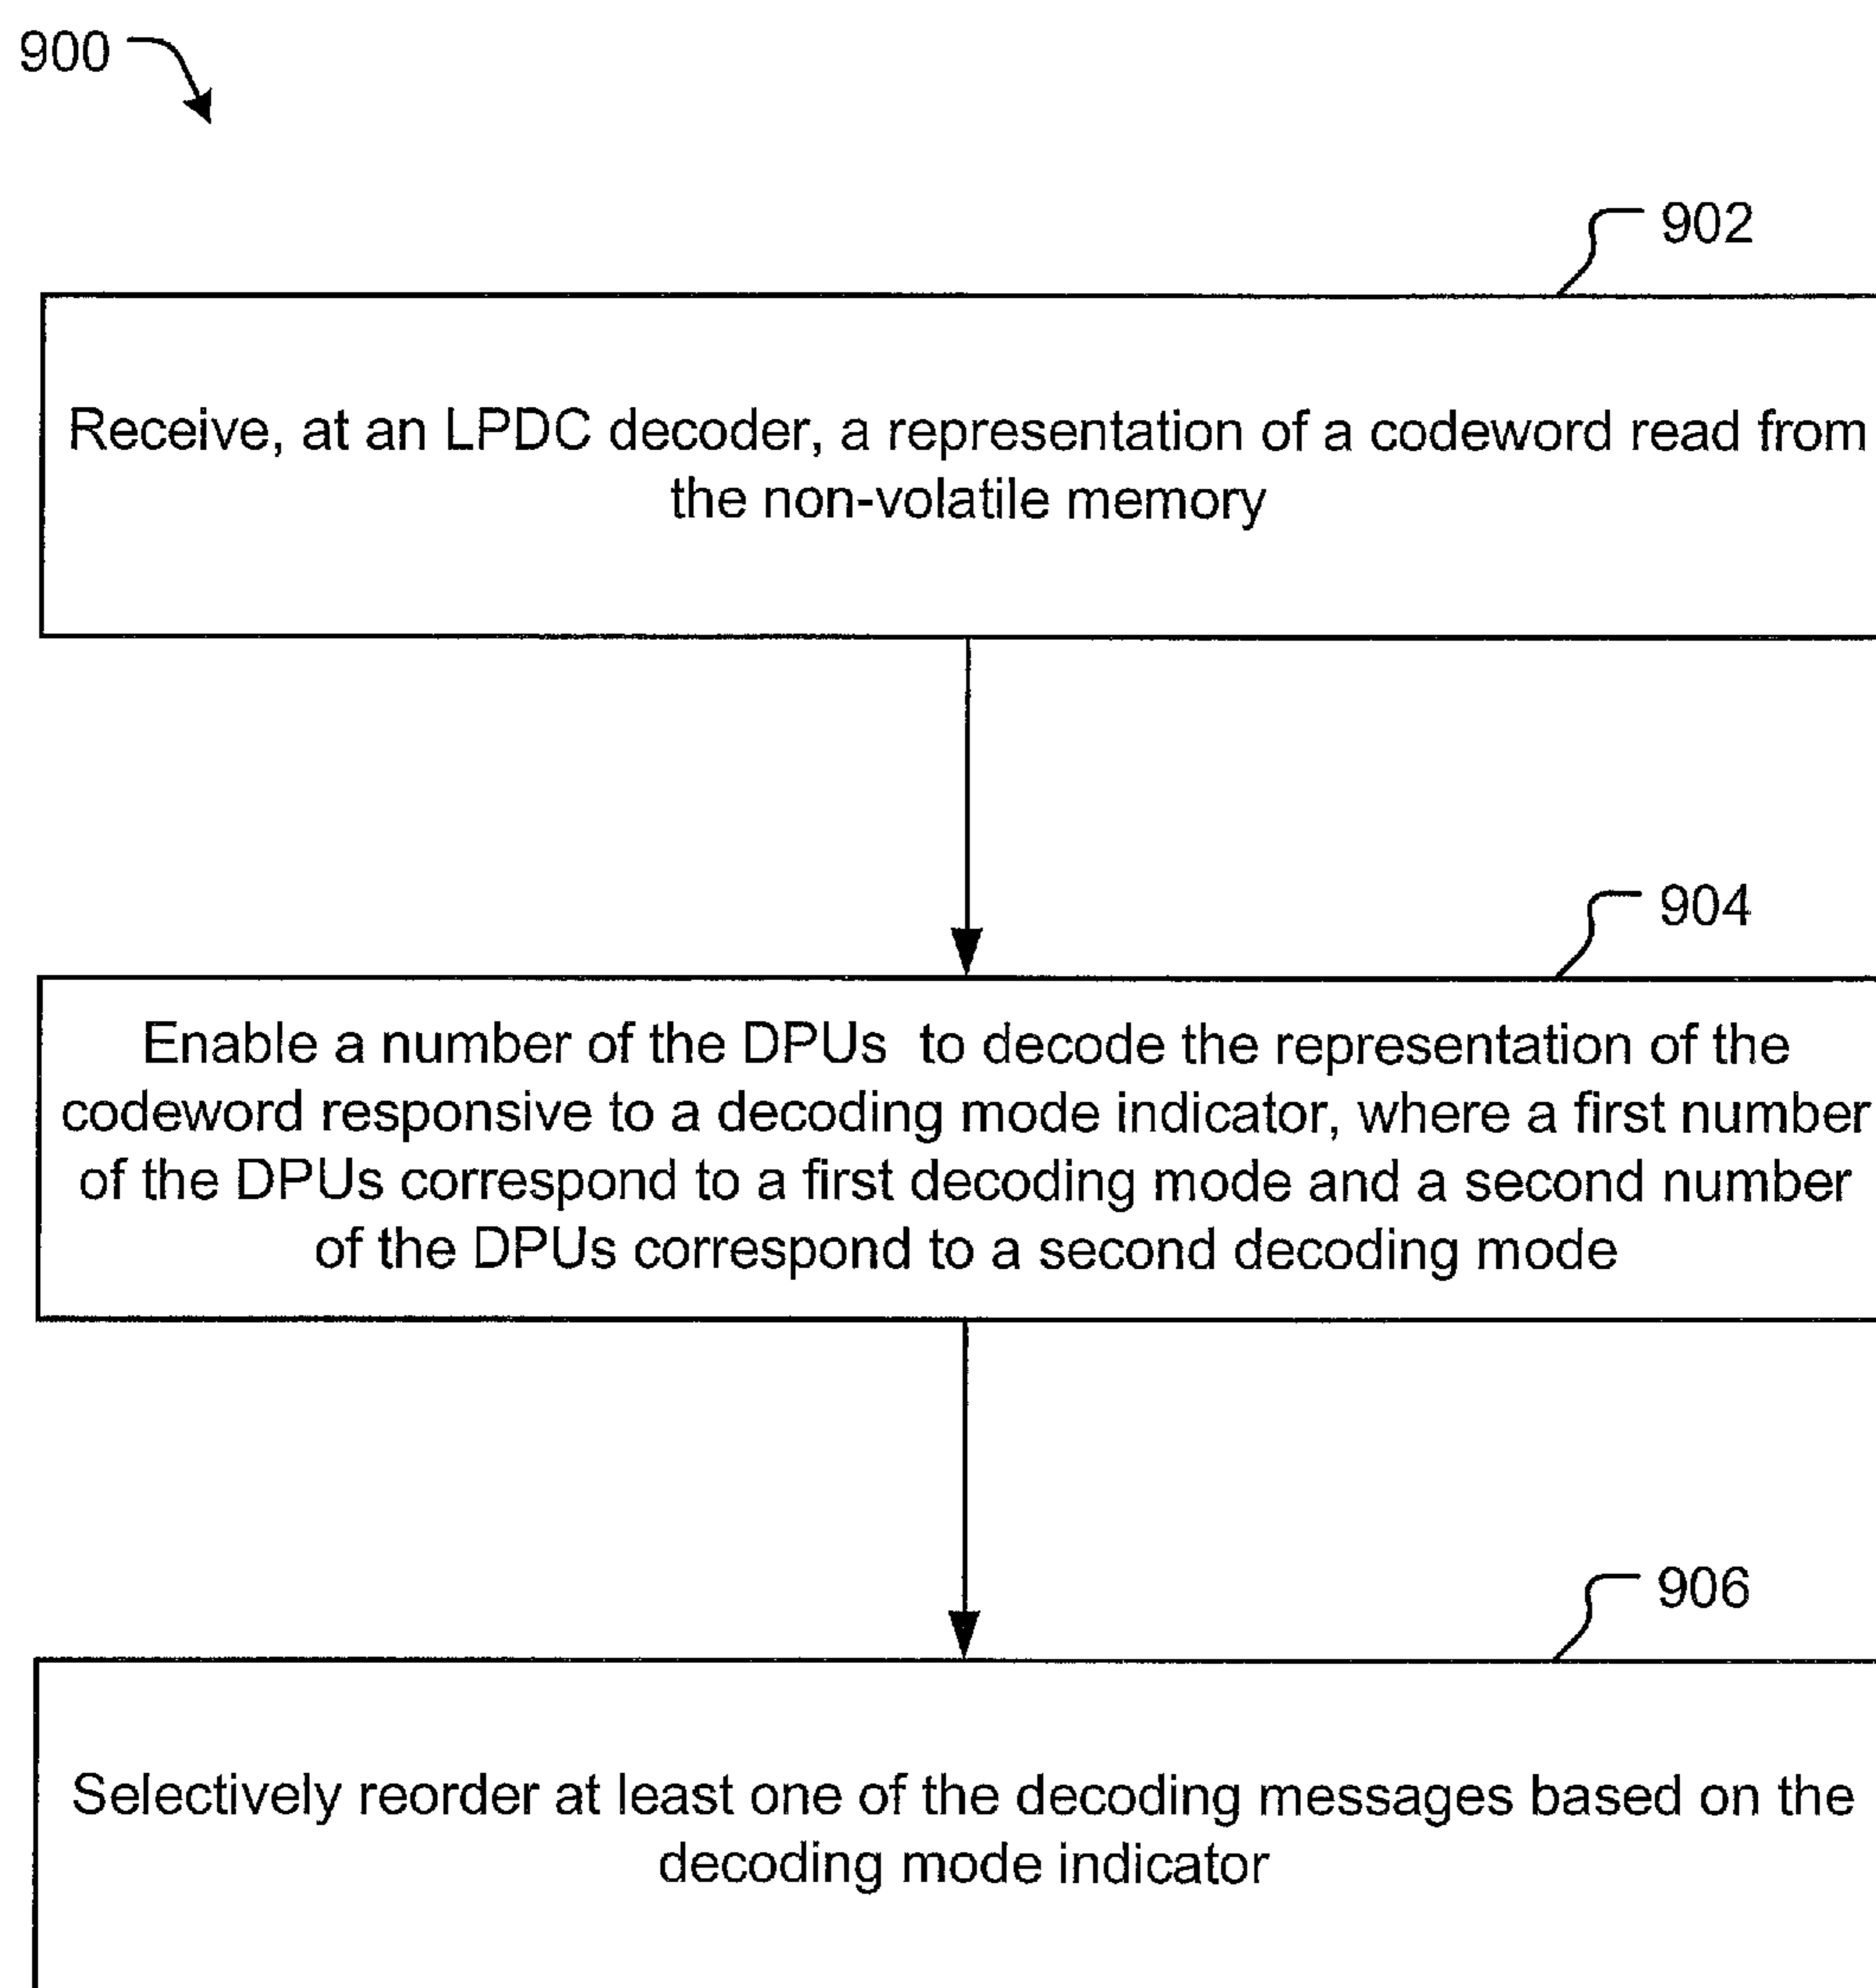 900
902
Receive, at an LPDC decoder, a representation of a codeword read from
the non-volatile memory
904
Enable a number of the DPUs to decode the representation of the
codeword responsive to a decoding mode indicator, where a first number
of the DPUs correspond to a first decoding mode and a second number
of the DPUs correspond to a second decoding mode
906
Selectively reorder at least one of the decoding messages based on the
decoding mode indicator